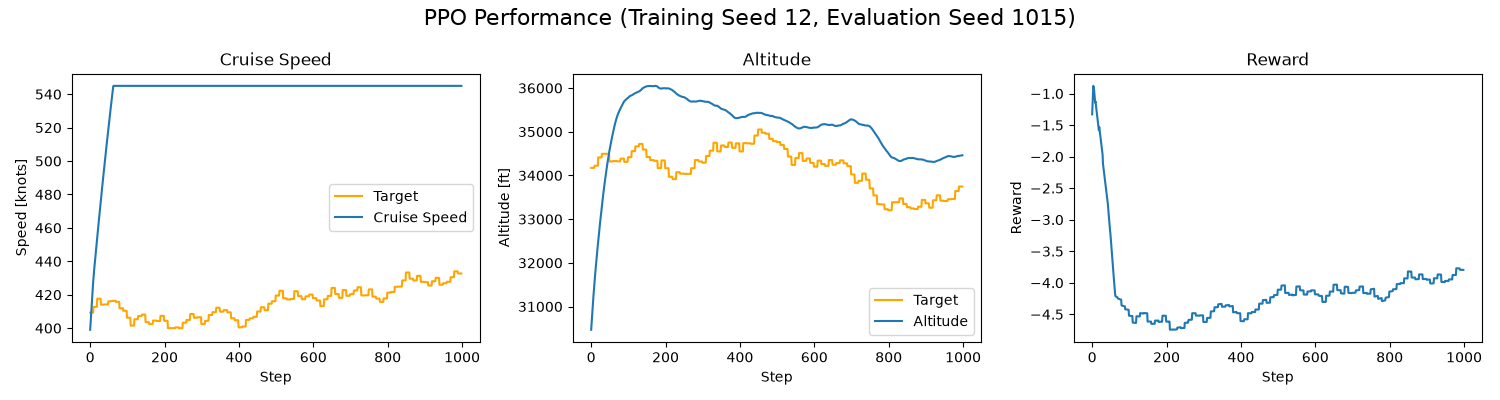 PPO Performance (Training Seed 12, Evaluation Seed 1015)
Cruise Speed
Speed [knots]
540
520
500
480
460
440
420
400
Target
Cruise Speed
0
200
400
600
800
1000
Step
Altitude
Altitude [ft]
36000
35000
34000
33000
32000
31000
Target
Altitude
0
200
400
600
800
1000
Step
Reward
Reward
−1.0
−1.5
−2.0
−2.5
−3.0
−3.5
−4.0
−4.5
0
200
400
600
800
1000
Step